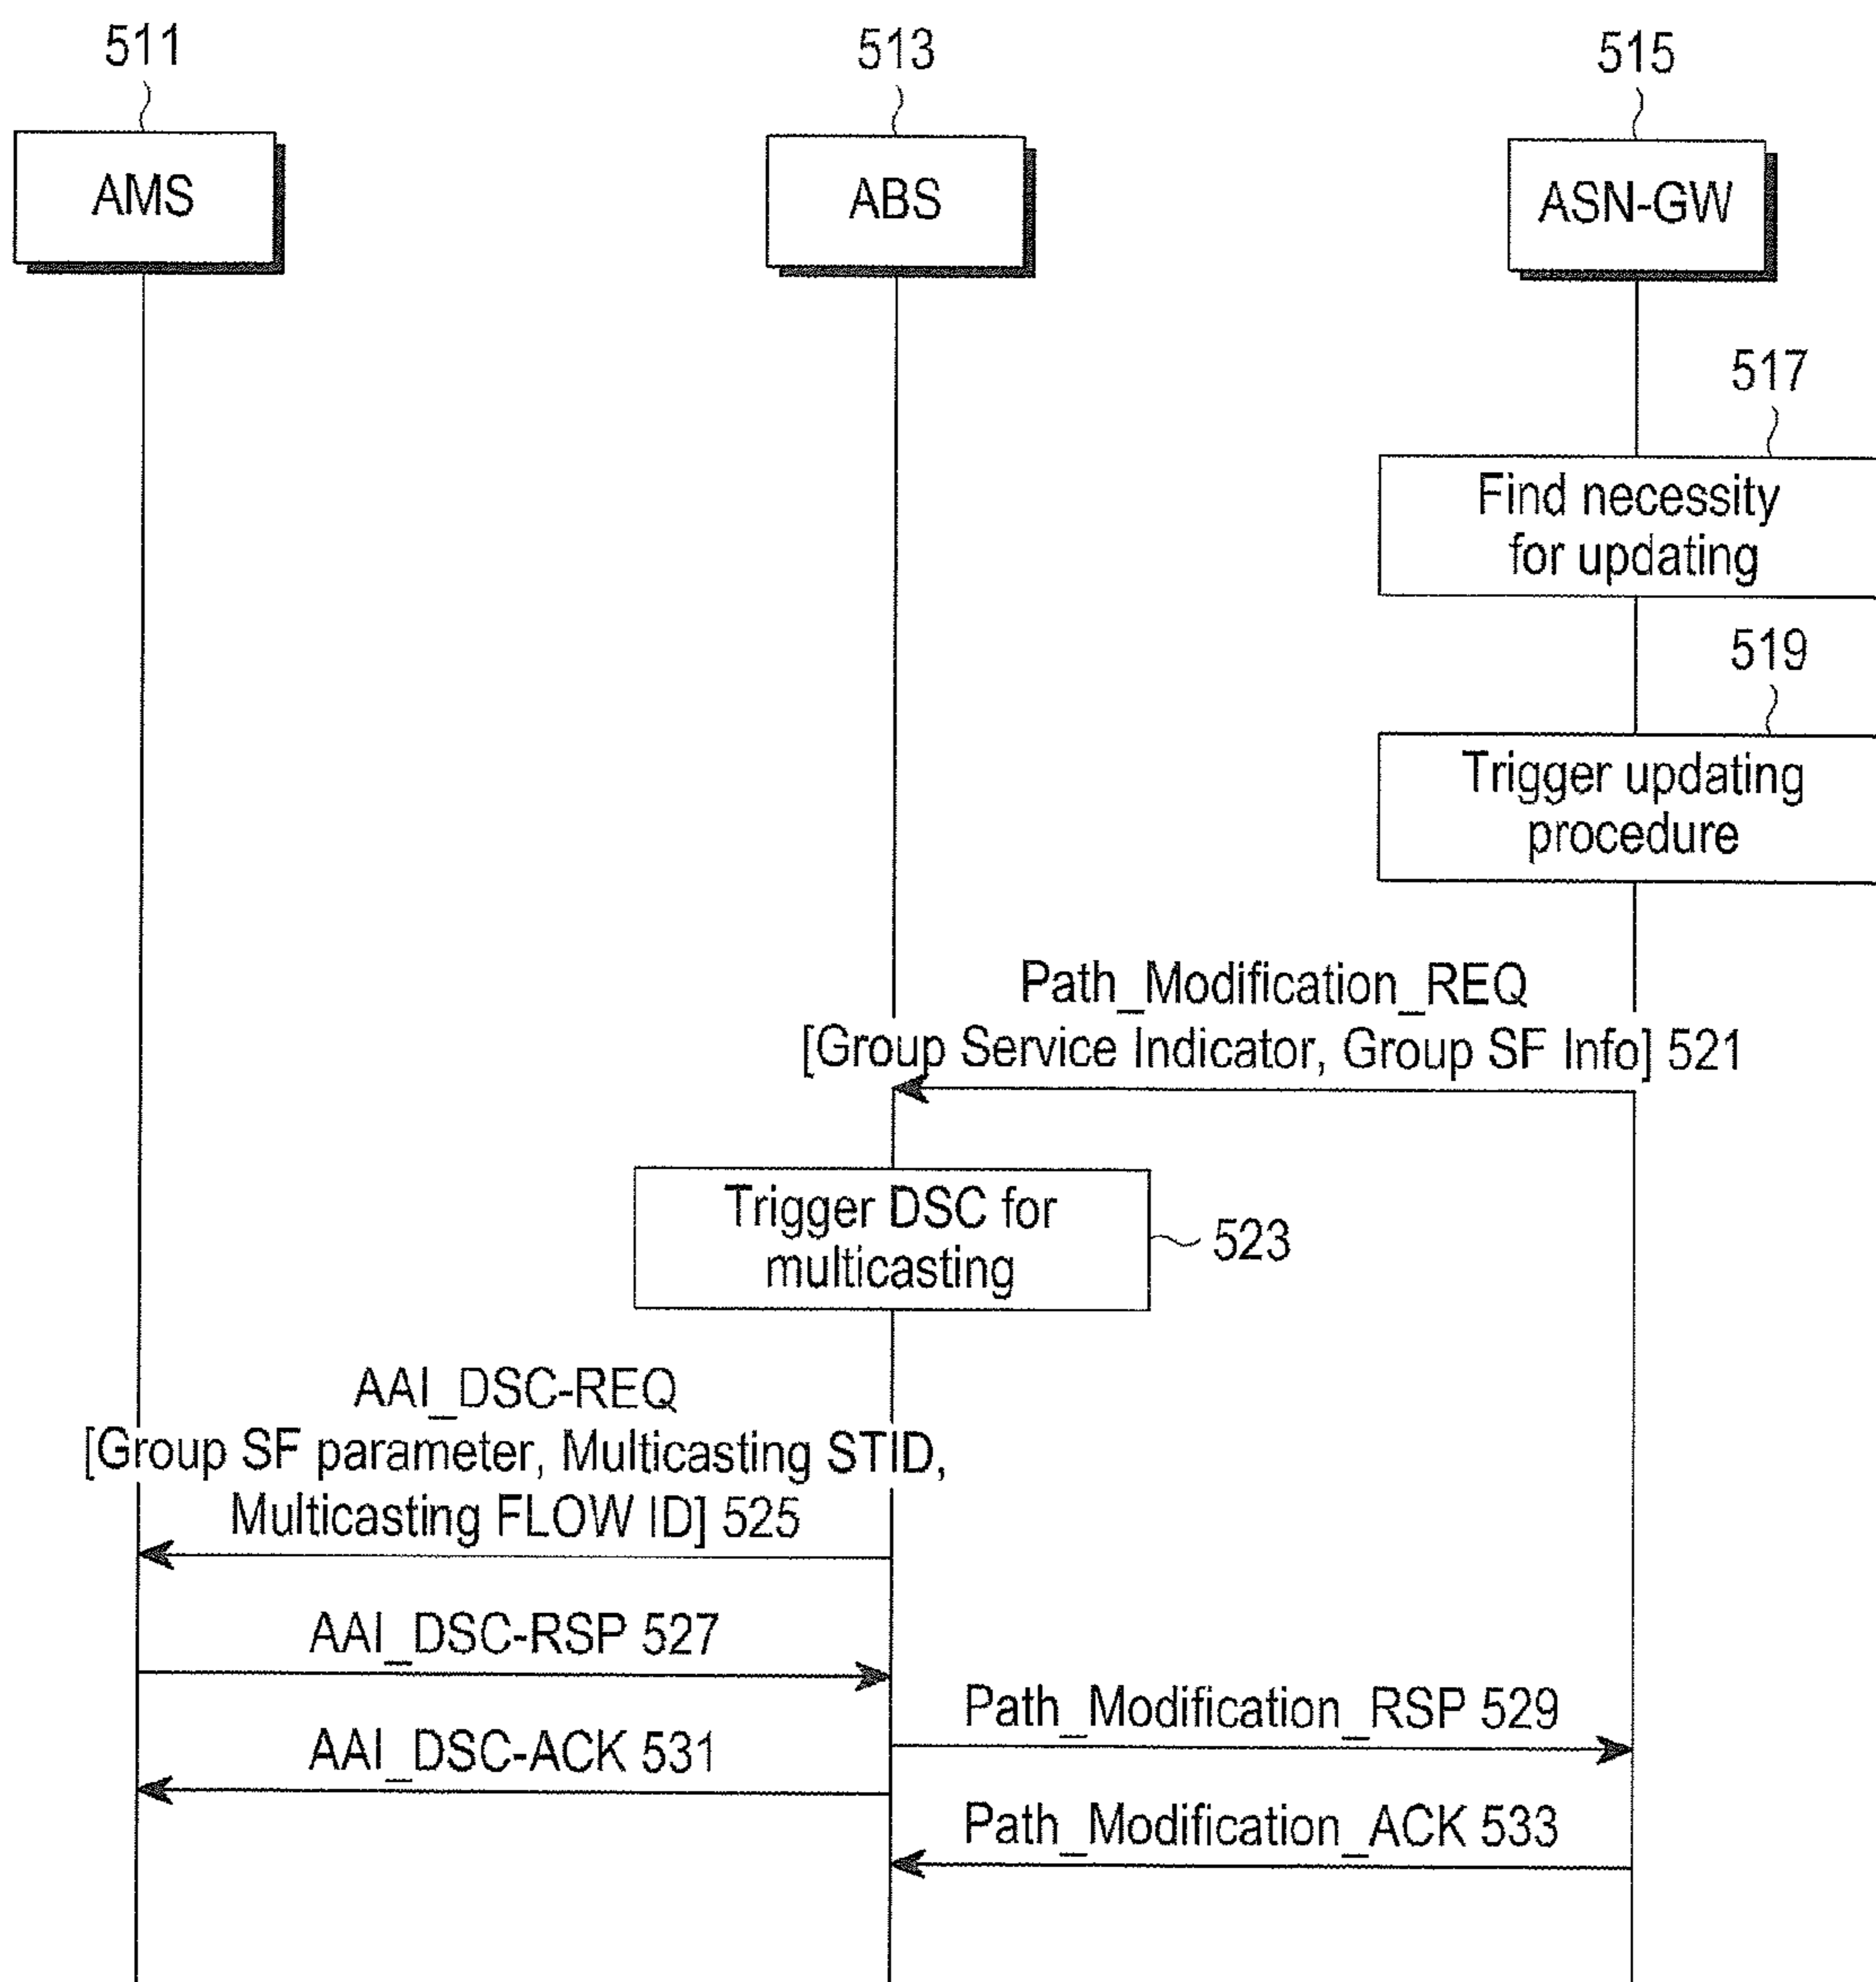 511
513
515
AMS
ABS
ASN-GW
517
Find necessity
for updating
519
Trigger updating
procedure
Path_Modification_REQ
[Group Service Indicator, Group SF Info] 521
Trigger DSC for
multicasting
523
AAI_DSC-REQ
[Group SF parameter, Multicasting STID,
Multicasting FLOW ID] 525
AAI_DSC-RSP 527
Path_Modification_RSP 529
AAI_DSC-ACK 531
Path_Modification_ACK 533